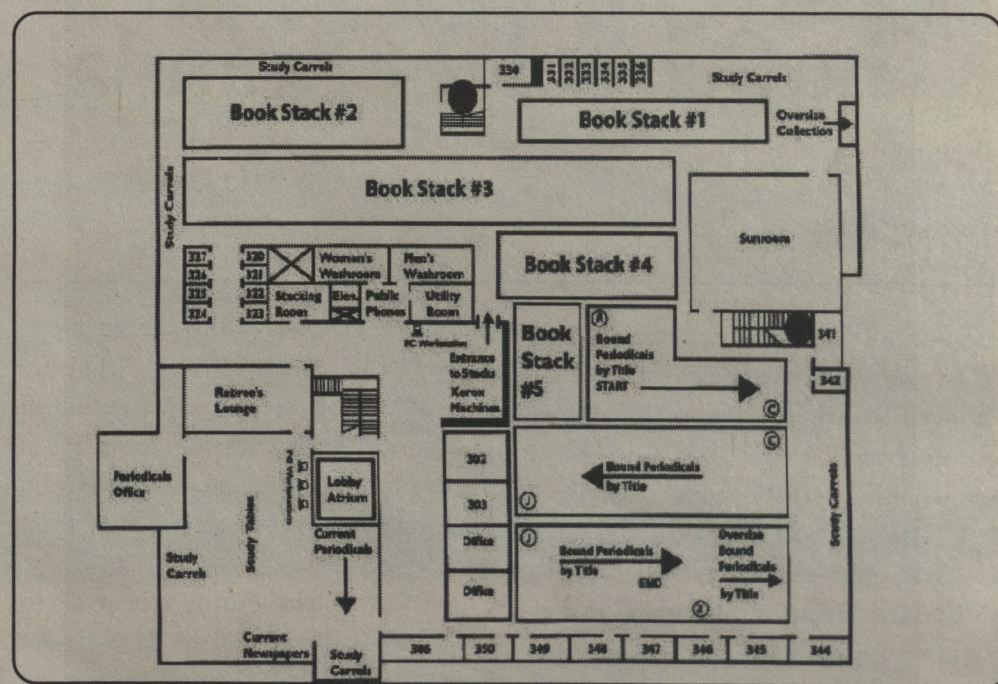 Study Carrels
330
331
332
333
334
335
336
Study Carrels
Book Stack #2
Book Stack #1
Oversize
Collection
Study Carrels
Book Stack #3
Sunroom
Book Stack #4
327
326
325
324
320
321
322
323
Women's
Washroom
Men's
Washroom
Stacking
Room
Elev.
Public
Phones
Utility
Room
PC Workstation
Entrance
to Stacks
Xerox
Machines
Book
Stack
#5
A
Bound
Periodicals
by Title
START
C
341
342
Retiree's
Lounge
Periodicals
Office
PC Workstations
Lobby
Atrium
302
303
Office
Office
C
Bound Periodicals
by Title
J
Study Carrels
Study Tables
Current
Periodicals
Study
Carrels
J
Bound Periodicals
by Title
END
Oversize
Bound
Periodicals
by Title
Current
Newspapers
Study
Carrels
306
350
349
348
347
346
345
344